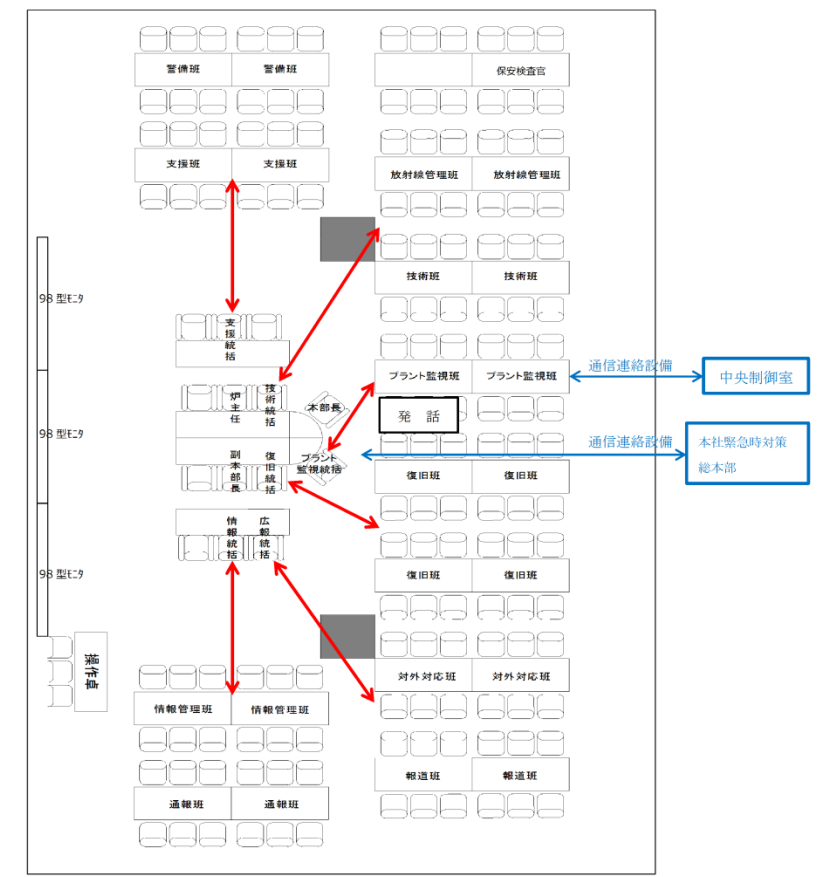 警備班 警備班
保安検査官
支援班 支援班
放射線管理班 放射線管理班
技術班 技術班
98 型モニタ
支援統括
プラント監視班 プラント監視班
通信連絡設備
中央制御室
炉主任
技術統括
本部長
発 話
98 型モニタ
副本部長
復旧統括
プラント
監視統括
通信連絡設備
本社緊急時対策
総本部
復旧班 復旧班
情報統括
広報統括
98 型モニタ
復旧班 復旧班
操作卓
対外対応班 対外対応班
情報管理班 情報管理班
報道班 報道班
通報班 通報班